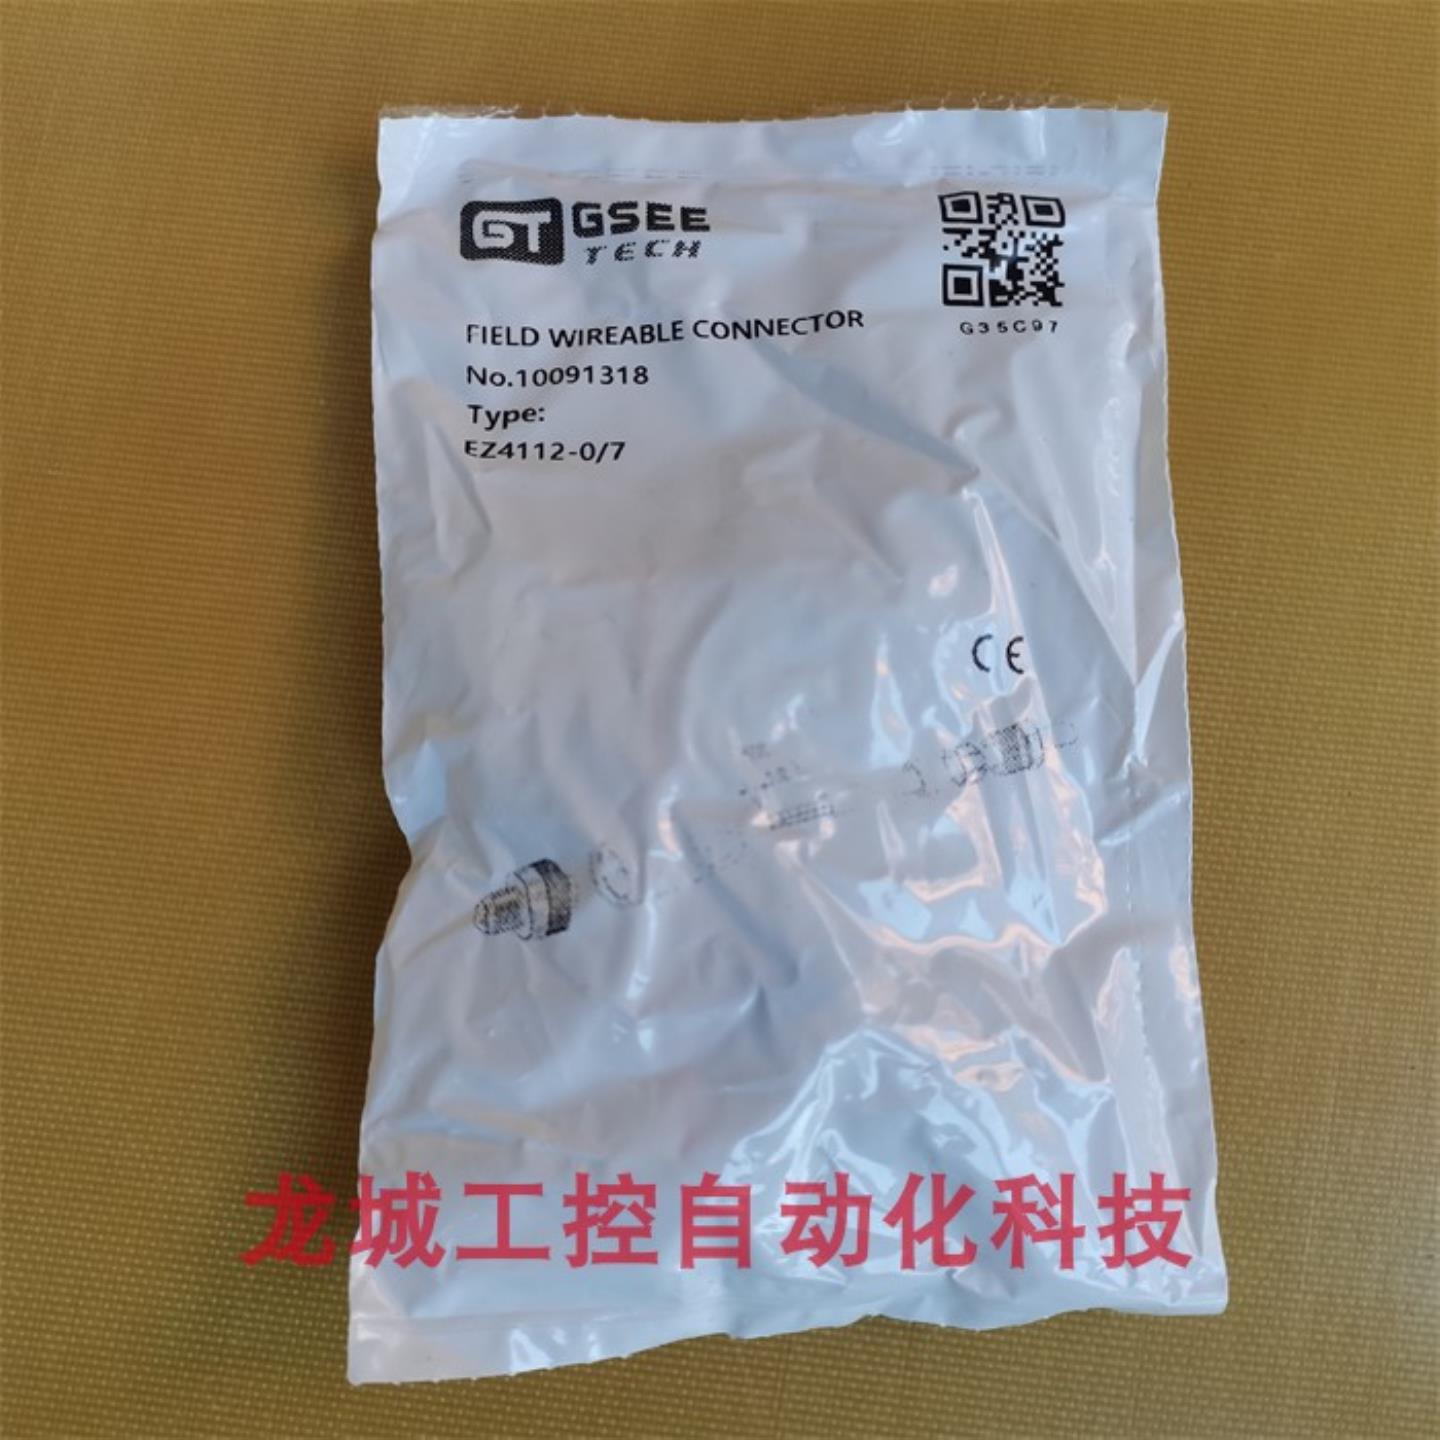 GT GSEE
TECH
G35C97
FIELD WIREABLE CONNECTOR
No.10091318
Type:
EZ4112-0/7
CE
龙城工控自动化科技